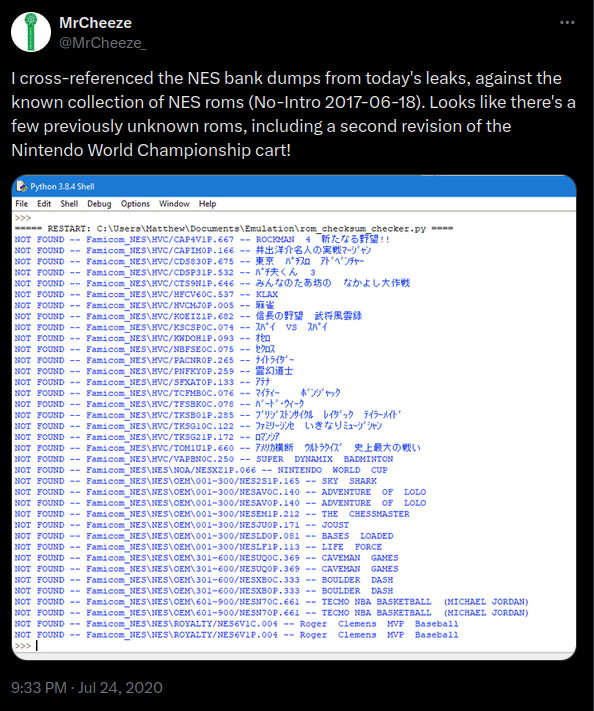 MrCheeze
@MrCheeze_
I cross-referenced the NES bank dumps from today's leaks, against the
known collection of NES roms (No-Intro 2017-06-18). Looks like there's a
few previously unknown roms, including a second revision of the
Nintendo World Championship cart!
Python 3.8.4 Shell
File Edit Shell Debug Options Window Help
>>>
===== RESTART: C:\Users\Matthew\Documents\Emulation\rom_checksum_checker.py ====
NOT FOUND -- Famicom_NES\HVC/CAP4V1P.667 -- ROCKMAN 4 新たなる野望!!
NOT FOUND -- Famicom_NES\HVC/CAPIM0P.166 -- 井出洋介名人の実戦マージャン
NOT FOUND -- Famicom_NES\HVC/CDS830P.675 -- 東京 パチスロ アドベンチャー
NOT FOUND -- Famicom_NES\HVC/CDSP31P.532 -- パチ夫くん 3
NOT FOUND -- Famicom_NES\HVC/CTS9N1P.646 -- みんなのたあ坊の なかよし大作戦
NOT FOUND -- Famicom_NES\HVC/HFCV60C.537 -- KLAX
NOT FOUND -- Famicom_NES\HVC/HVCMJ0P.005 -- 麻雀
NOT FOUND -- Famicom_NES\HVC/KOEIZ1P.682 -- 信長の野望 武将風雲録
NOT FOUND -- Famicom_NES\HVC/KSCSP0C.074 -- スパイ VS スパイ
NOT FOUND -- Famicom_NES\HVC/KWDOH1P.093 -- オセロ
NOT FOUND -- Famicom_NES\HVC/NBFSE0C.075 -- セクロス
NOT FOUND -- Famicom_NES\HVC/PACNR0P.265 -- ナイトライダー
NOT FOUND -- Famicom_NES\HVC/PNFKY0P.259 -- 霊幻道士
NOT FOUND -- Famicom_NES\HVC/SFXAT0P.133 -- アテナ
NOT FOUND -- Famicom_NES\HVC/TCFMB0C.076 -- マイティー ボンジャック
NOT FOUND -- Famicom_NES\HVC/TFSBK0C.078 -- バード・ウィーク
NOT FOUND -- Famicom_NES\HVC/TKSB01P.285 -- ブリジストンサイクル レイダック テイラーメイド
NOT FOUND -- Famicom_NES\HVC/TKSG10C.122 -- ファミリーシンセ いきなりミュージシャン
NOT FOUND -- Famicom_NES\HVC/TKSG21P.172 -- ロマンシア
NOT FOUND -- Famicom_NES\HVC/TOM1U1P.660 -- アメリカ横断 ウルトラクイズ 史上最大の戦い
NOT FOUND -- Famicom_NES\HVC/VAPBN0C.250 -- SUPER DYNAMIX BADMINTON
NOT FOUND -- Famicom_NES\NES\NOA/NESXZ1P.066 -- NINTENDO WORLD CUP
NOT FOUND -- Famicom_NES\NES\OEM\001~300/NES2S1P.165 -- SKY SHARK
NOT FOUND -- Famicom_NES\NES\OEM\001~300/NESAV0C.140 -- ADVENTURE OF LOLO
NOT FOUND -- Famicom_NES\NES\OEM\001~300/NESAV0P.140 -- ADVENTURE OF LOLO
NOT FOUND -- Famicom_NES\NES\OEM\001~300/NESEM1P.212 -- THE CHESSMASTER
NOT FOUND -- Famicom_NES\NES\OEM\001~300/NESJU0P.171 -- JOUST
NOT FOUND -- Famicom_NES\NES\OEM\001~300/NESLD0P.081 -- BASES LOADED
NOT FOUND -- Famicom_NES\NES\OEM\001~300/NESLF1P.113 -- LIFE FORCE
NOT FOUND -- Famicom_NES\NES\OEM\301~600/NESUQ0C.369 -- CAVEMAN GAMES
NOT FOUND -- Famicom_NES\NES\OEM\301~600/NESUQ0P.369 -- CAVEMAN GAMES
NOT FOUND -- Famicom_NES\NES\OEM\301~600/NESXB0C.333 -- BOULDER DASH
NOT FOUND -- Famicom_NES\NES\OEM\301~600/NESXB0P.333 -- BOULDER DASH
NOT FOUND -- Famicom_NES\NES\OEM\601~900/NESN70C.661 -- TECMO NBA BASKETBALL (MICHAEL JORDAN)
NOT FOUND -- Famicom_NES\NES\OEM\601~900/NESN70P.661 -- TECMO NBA BASKETBALL (MICHAEL JORDAN)
NOT FOUND -- Famicom_NES\NES\ROYALTY/NES6V1C.004 -- Roger Clemens MVP Baseball
NOT FOUND -- Famicom_NES\NES\ROYALTY/NES6V1P.004 -- Roger Clemens MVP Baseball
>>>
9:33 PM · Jul 24, 2020